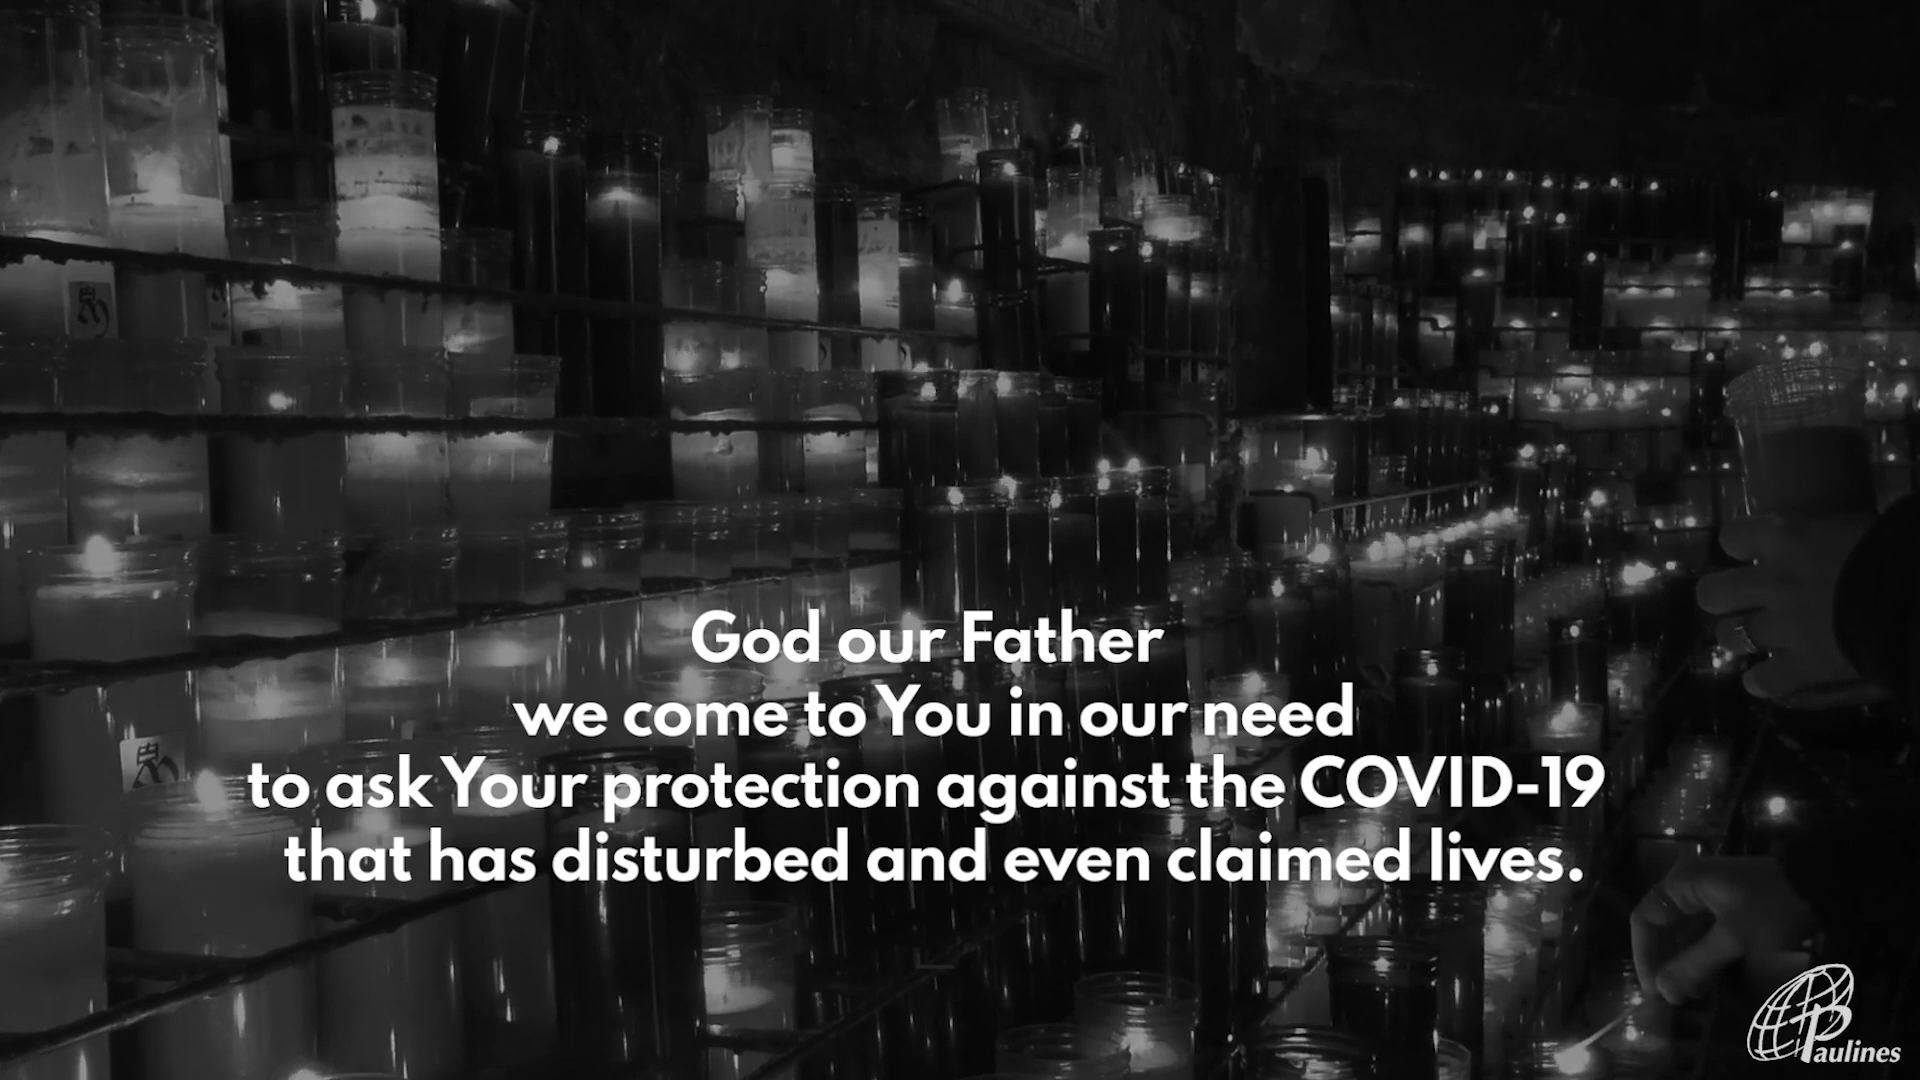 God our Father
we come to You in our need
to ask Your protection against the COVID-19
that has disturbed and even claimed lives.
Paulines